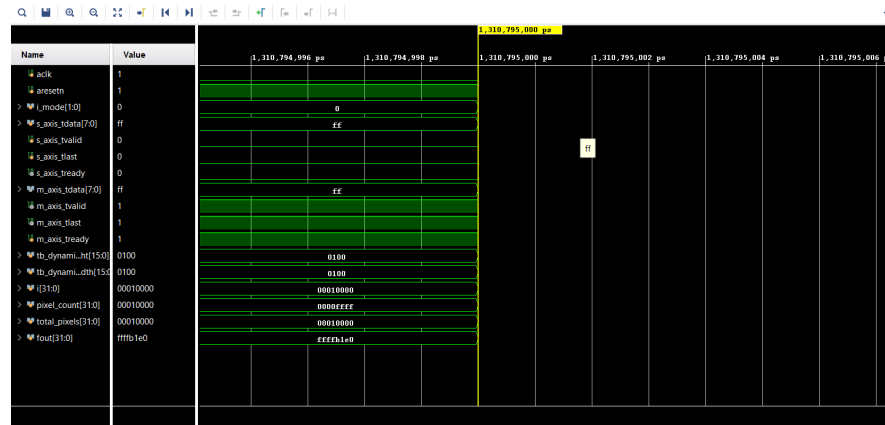 1,310,795,000 ps
Name Value
1,310,794,996 ps 1,310,794,998 ps 1,310,795,000 ps 1,310,795,002 ps 1,310,795,004 ps 1,310,795,006
aclk 1
aresetn 1
i_mode[1:0] 0 0
s_axis_tdata[7:0] ff ff
s_axis_tvalid 0
ff
s_axis_tlast 0
s_axis_tready 0
m_axis_tdata[7:0] ff ff
m_axis_tvalid 1
m_axis_tlast 1
m_axis_tready 1
tb_dynami...ht[15:0] 0100 0100
tb_dynami...dth[15:0 0100 0100
i[31:0] 00010000 00010000
pixel_count[31:0] 00010000 0000ffff
total_pixels[31:0] 00010000 00010000
fout[31:0] ffffb1e0 ffffb1e0